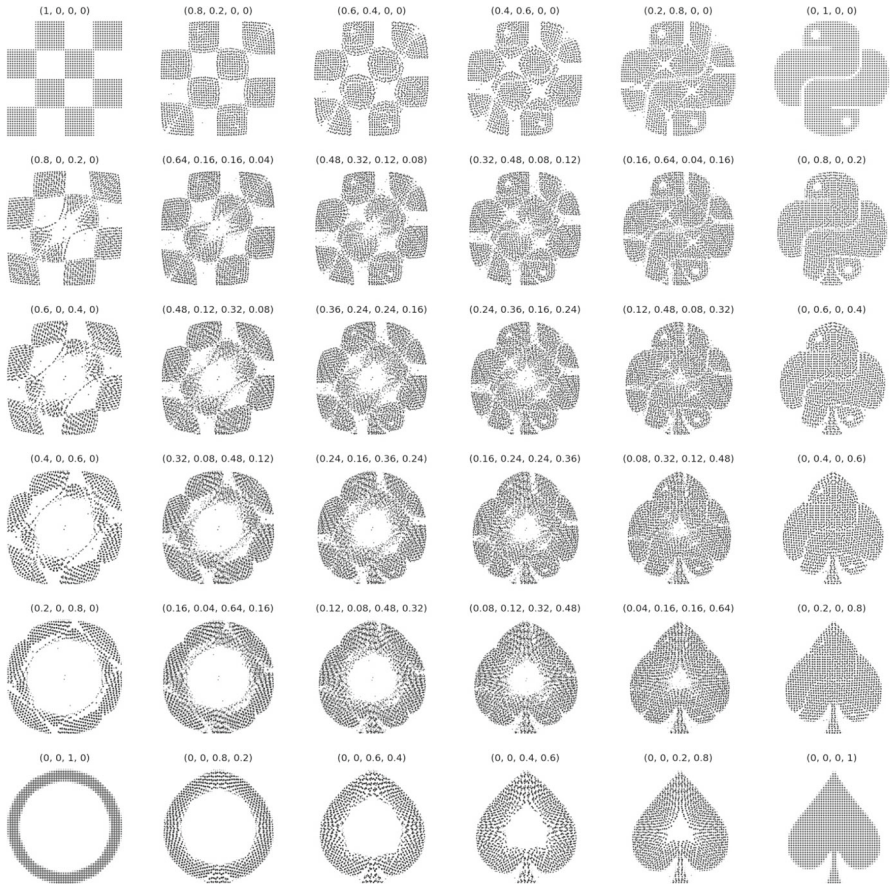 (1, 0, 0, 0) (0.8, 0.2, 0, 0) (0.6, 0.4, 0, 0) (0.4, 0.6, 0, 0) (0.2, 0.8, 0, 0) (0, 1, 0, 0)
(0.8, 0, 0.2, 0) (0.64, 0.16, 0.16, 0.04) (0.48, 0.32, 0.12, 0.08) (0.32, 0.48, 0.08, 0.12) (0.16, 0.64, 0.04, 0.16) (0, 0.8, 0, 0.2)
(0.6, 0, 0.4, 0) (0.48, 0.12, 0.32, 0.08) (0.36, 0.24, 0.24, 0.16) (0.24, 0.36, 0.16, 0.24) (0.12, 0.48, 0.08, 0.32) (0, 0.6, 0, 0.4)
(0.4, 0, 0.6, 0) (0.32, 0.08, 0.48, 0.12) (0.24, 0.16, 0.36, 0.24) (0.16, 0.24, 0.24, 0.36) (0.08, 0.32, 0.12, 0.48) (0, 0.4, 0, 0.6)
(0.2, 0, 0.8, 0) (0.16, 0.04, 0.64, 0.16) (0.12, 0.08, 0.48, 0.32) (0.08, 0.12, 0.32, 0.48) (0.04, 0.16, 0.16, 0.64) (0, 0.2, 0, 0.8)
(0, 0, 1, 0) (0, 0, 0.8, 0.2) (0, 0, 0.6, 0.4) (0, 0, 0.4, 0.6) (0, 0, 0.2, 0.8) (0, 0, 0, 1)